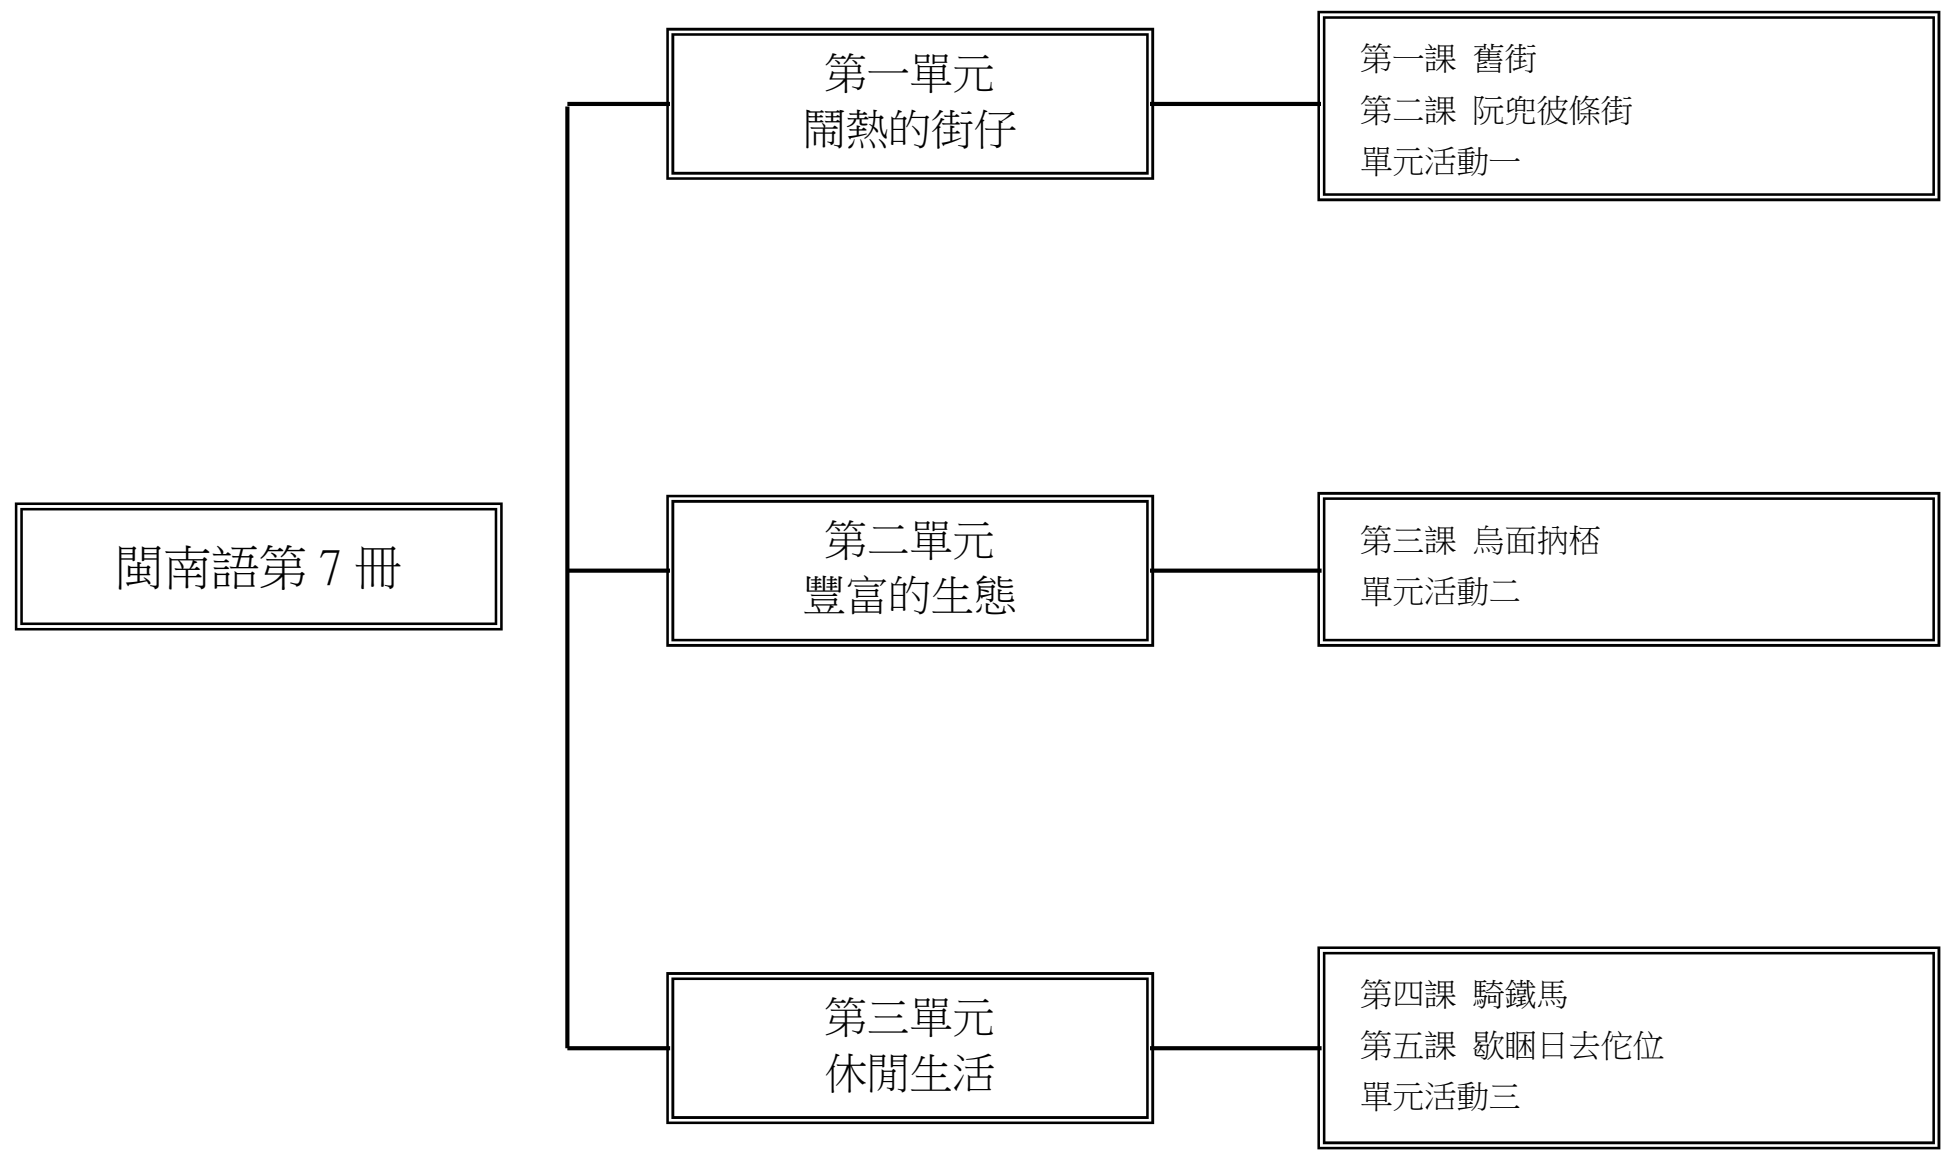 閩南語第 7 冊
第一單元
鬧熱的街仔
第一課 舊街
第二課 阮兜彼條街
單元活動一
第二單元
豐富的生態
第三課 烏面抐桮
單元活動二
第三單元
休閒生活
第四課 騎鐵馬
第五課 歇睏日去佗位
單元活動三